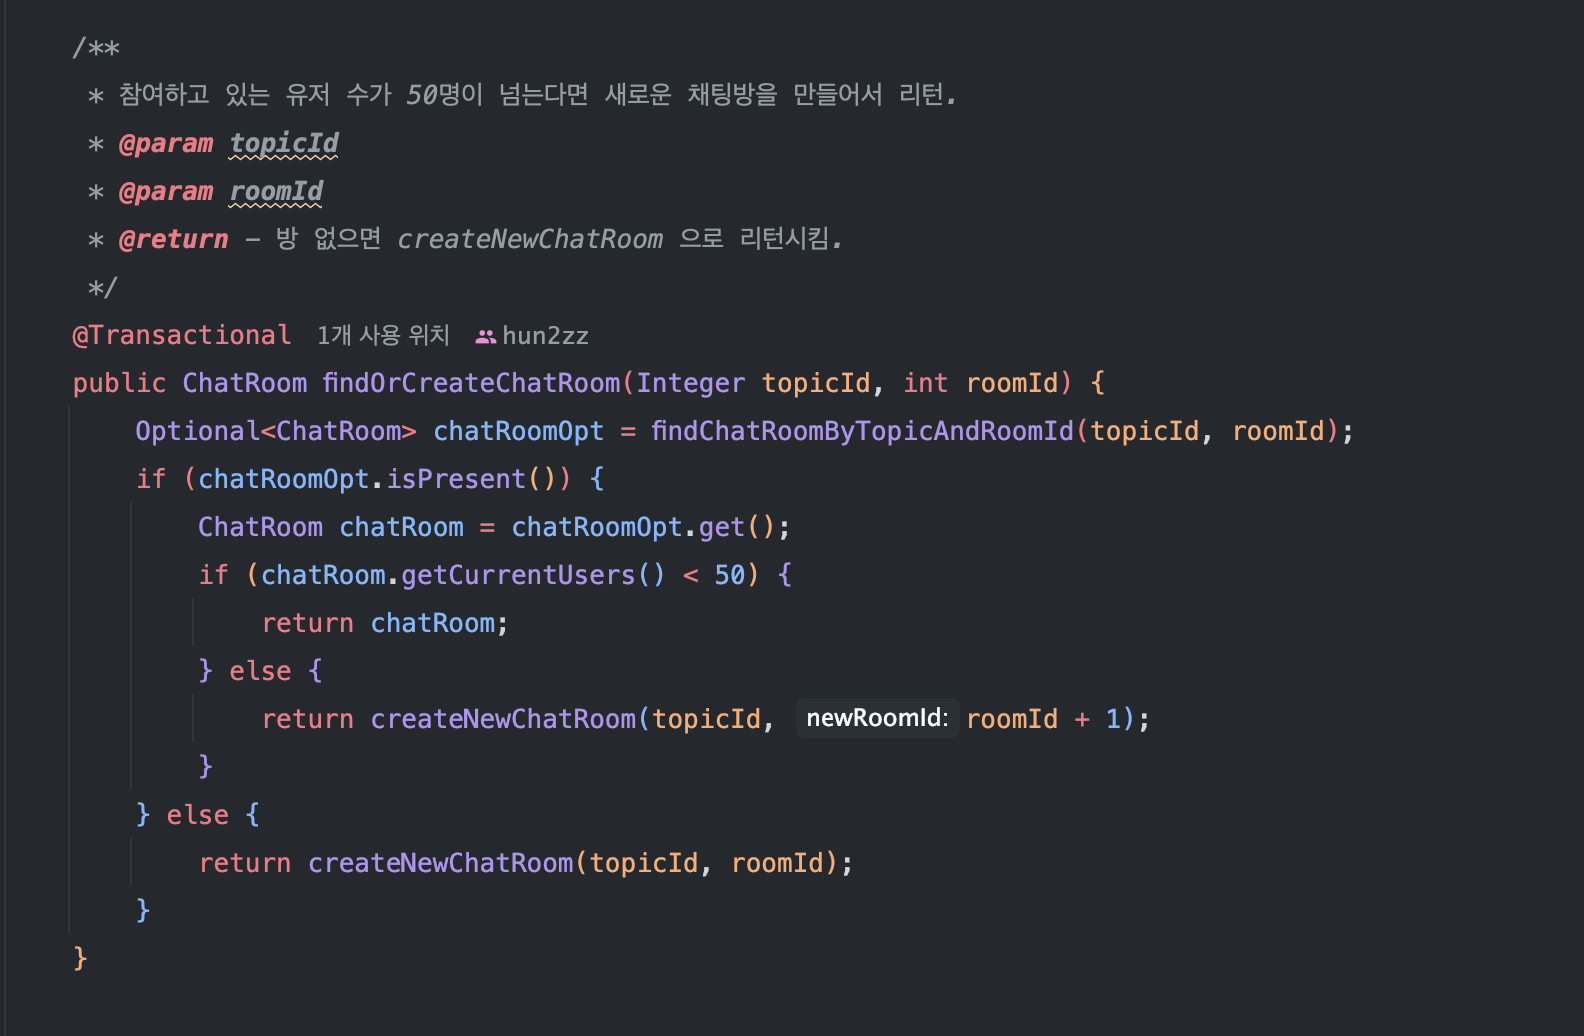 /**
 * 참여하고 있는 유저 수가 50명이 넘는다면 새로운 채팅방을 만들어서 리턴.
 * @param topicId
 * @param roomId
 * @return – 방 없으면 createNewChatRoom 으로 리턴시킴.
 */
@Transactional 1개 사용 위치 hun2zz
public ChatRoom findOrCreateChatRoom(Integer topicId, int roomId) {
    Optional<ChatRoom> chatRoomOpt = findChatRoomByTopicAndRoomId(topicId, roomId);
    if (chatRoomOpt.isPresent()) {
        ChatRoom chatRoom = chatRoomOpt.get();
        if (chatRoom.getCurrentUsers() < 50) {
            return chatRoom;
        } else {
            return createNewChatRoom(topicId, newRoomId: roomId + 1);
        }
    } else {
        return createNewChatRoom(topicId, roomId);
    }
}